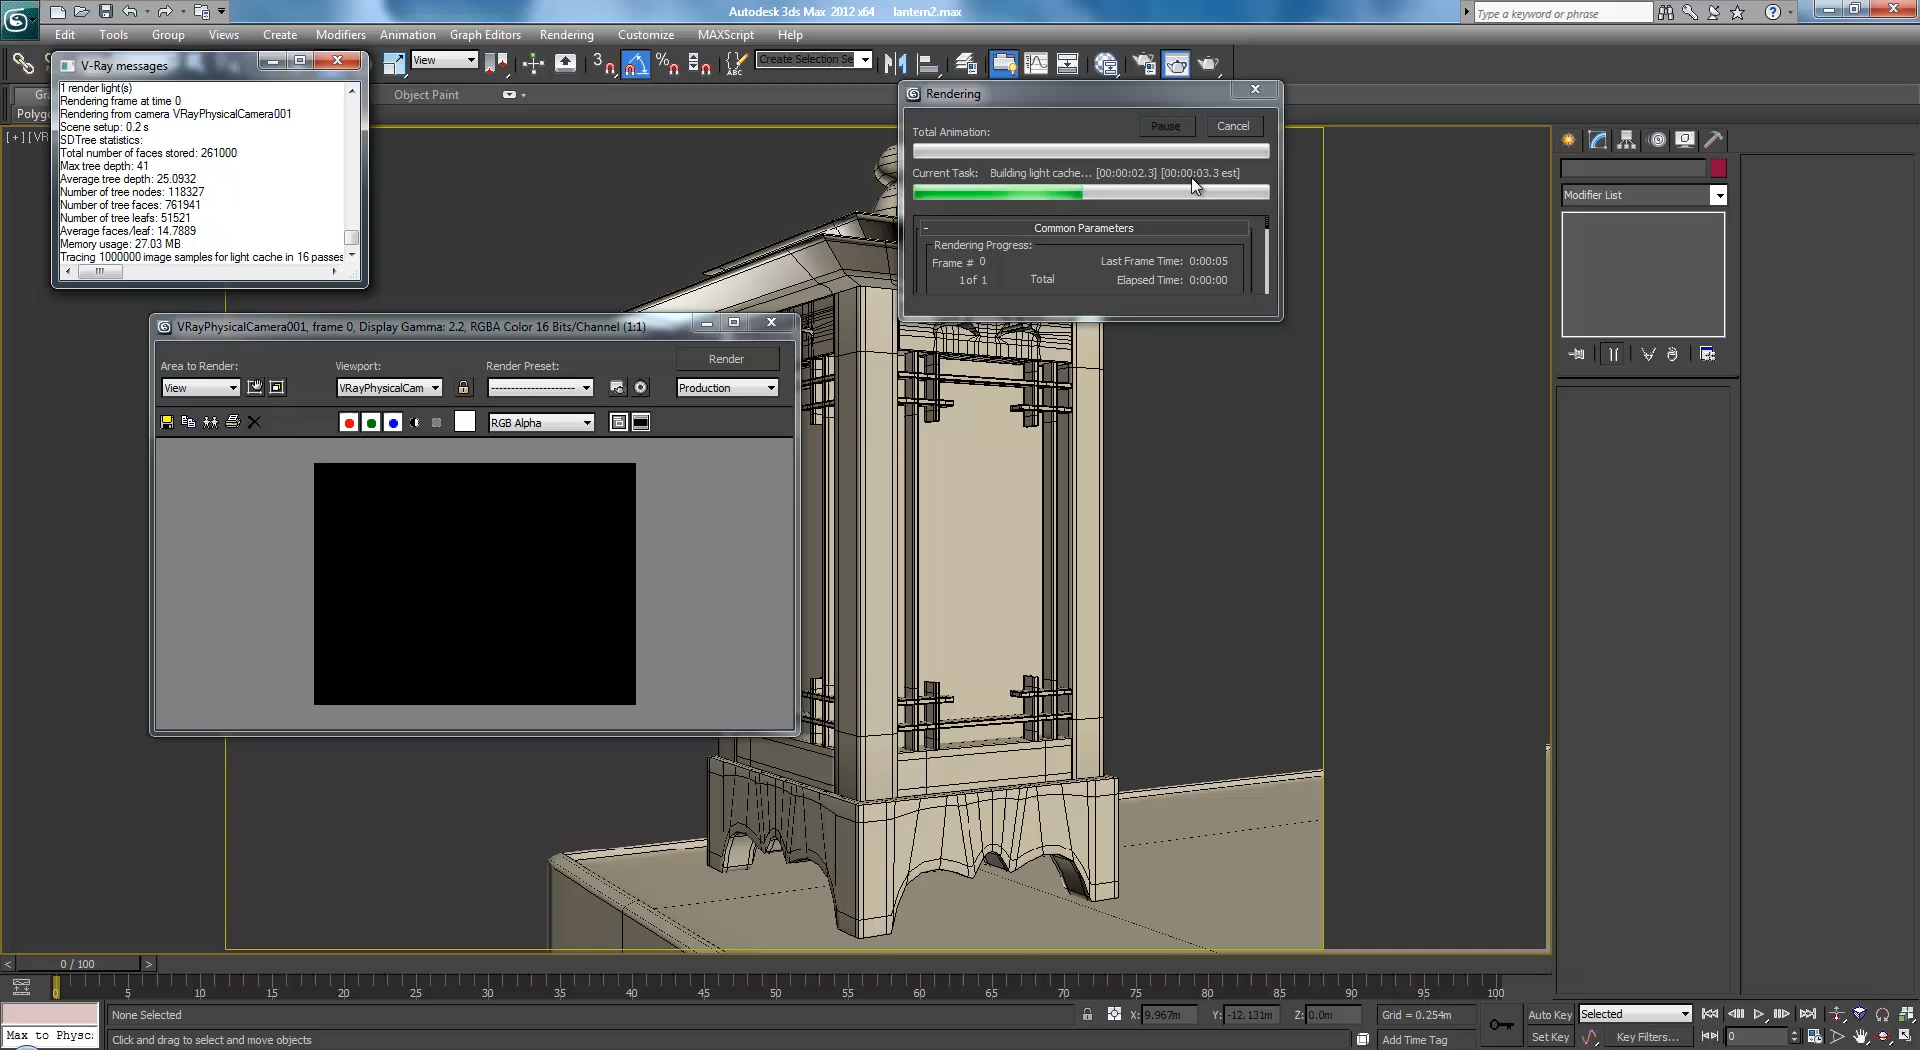 Autodesk 3ds Max 2012 x64 lantern2.max
Type a keyword or phrase
Edit Tools Group Views Create Modifiers Animation Graph Editors Rendering Customize MAXScript Help
View
3
Create Selection Se
Object Paint
Polyg
[ + ] [ VR
V-Ray messages
1 render light(s)
Rendering frame at time 0
Rendering from camera VRayPhysicalCamera001
Scene setup: 0.2 s
SDTree statistics:
Total number of faces stored: 261000
Max tree depth: 41
Average tree depth: 25.0932
Number of tree nodes: 118327
Number of tree faces: 761941
Number of tree leafs: 51521
Average faces/leaf: 14.7889
Memory usage: 27.03 MB
Tracing 1000000 image samples for light cache in 16 passes
Rendering
Total Animation:
Pause Cancel
Current Task: Building light cache... [00:00:02.3] [00:00:03.3 est]
- Common Parameters
Rendering Progress:
Frame # 0 Last Frame Time: 0:00:05
1 of 1 Total Elapsed Time: 0:00:00
Modifier List
VRayPhysicalCamera001, frame 0, Display Gamma: 2.2, RGBA Color 16 Bits/Channel (1:1)
Area to Render: Viewport: Render Preset: Render
View VRayPhysicalCam -------------------- Production
RGB Alpha
< 0 / 100 >
0 5 10 15 20 25 30 35 40 45 50 55 60 65 70 75 80 85 90 95 100
None Selected X: 9.967m Y: -12.131m Z: 0.0m Grid = 0.254m Auto Key Selected
Max to Physc: Click and drag to select and move objects Add Time Tag Set Key Key Filters... 0